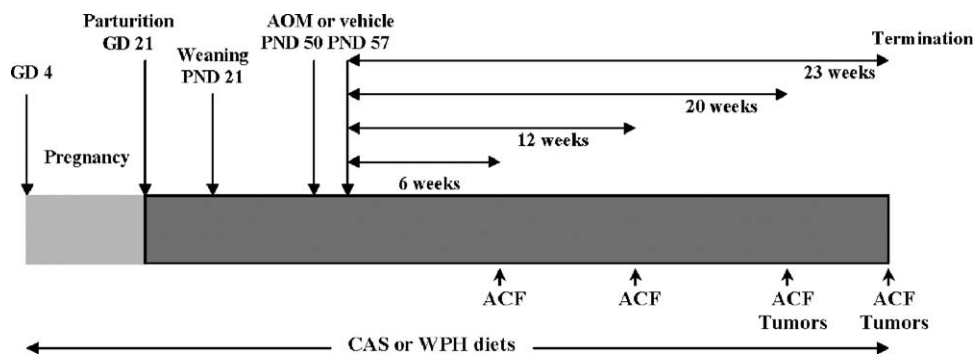 Parturition
GD 21
AOM or vehicle
PND 50 PND 57
Termination
Weaning
PND 21
GD 4
23 weeks
20 weeks
12 weeks
Pregnancy
6 weeks
ACF
ACF
ACF
Tumors
ACF
Tumors
CAS or WPH diets